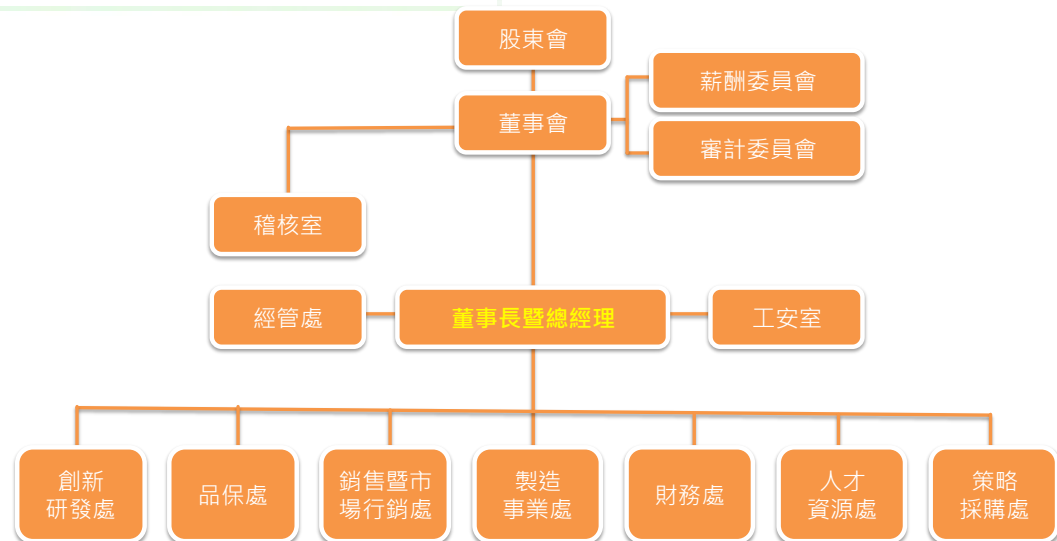 股東會
薪酬委員會
董事會
審計委員會
稽核室
經管處
董事長暨總經理
工安室
創新
研發處
品保處
銷售暨市
場行銷處
製造
事業處
財務處
人才
資源處
策略
採購處